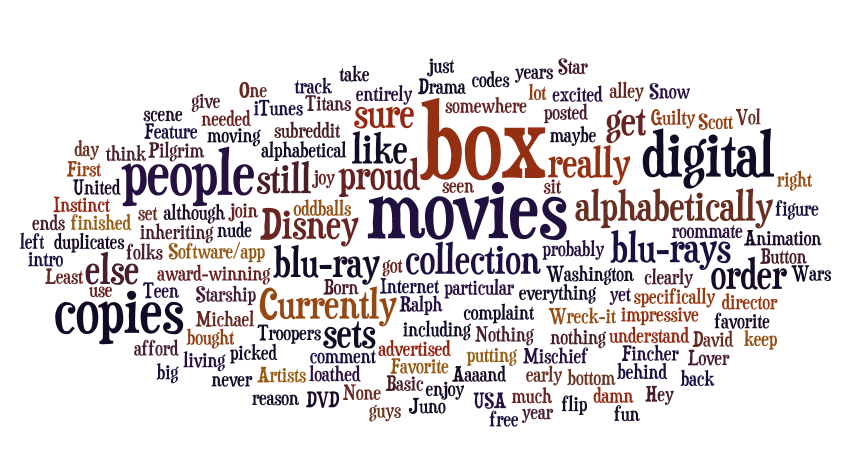 just
take
Drama
codes
years
Star
One
track
entirely
give
iTunes
Titans
sure
somewhere
lot
excited
alley
Snow
scene
needed
posted
Feature
moving
subreddit
box
maybe
get
Guilty
Scott
Vol
day
think
Pilgrim
alphabetical
like
really
digital
First
people
still
joy
proud
seen
sit
right
United
Instinct
set
although
join
oddballs
movies
alphabetically
figure
ends
finished
inheriting
nude
Disney
roommate
left
duplicates
folks
Software/app
blu-ray
got
collection
probably
blu-rays
Animation
intro
Button
Least
else
award-winning
Washington
clearly
order
Wars
use
Teen
Starship
Born
Internet
particular
everything
yet
specifically
director
copies
Currently
Ralph
Michael
complaint
Wreck-it
impressive
favorite
bought
Troopers
sets
including
Nothing
nothing
understand
David
keep
afford
living
picked
comment
advertised
putting
Mischief
Fincher
Lover
big
never
Artists
loathed
Favorite
Aaaand
early
bottom
behind
back
reason
DVD
None
Basic
enjoy
USA
much
damn
Hey
guys
Juno
free
year
flip
fun